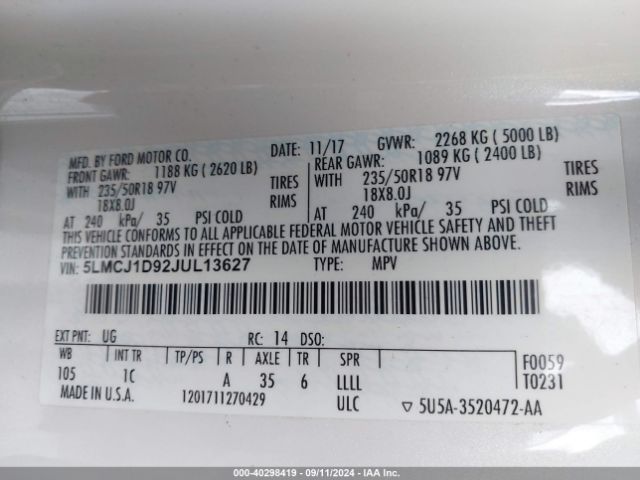 MFD. BY FORD MOTOR CO.
DATE: 11/17 GVWR: 2268 KG ( 5000 LB)
FRONT GAWR: 1188 KG ( 2620 LB)
WITH 235/50R18 97V TIRES
18X8.0J RIMS
AT 240 kPa/ 35 PSI COLD
REAR GAWR: 1089 KG ( 2400 LB)
WITH 235/50R18 97V TIRES
18X8.0J RIMS
AT 240 kPa/ 35 PSI COLD
THIS VEHICLE CONFORMS TO ALL APPLICABLE FEDERAL MOTOR VEHICLE SAFETY AND THEFT
PREVENTION STANDARDS IN EFFECT ON THE DATE OF MANUFACTURE SHOWN ABOVE.
VIN: 5LMCJ1D92JUL13627 TYPE: MPV
EXT PNT: UG RC: 14 DSO:
WB INT TR TP/PS R AXLE TR SPR
105 1C A 35 6 LLLL
F0059
T0231
MADE IN U.S.A. 1201711270429 ULC ▽ 5U5A-3520472-AA
000-40298419 - 09/11/2024 - IAA Inc.